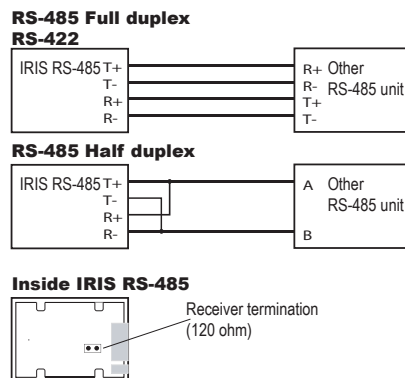 RS-485 Full duplex
RS-422
IRIS RS-485 T+
T-
R+
R-
R+ Other
R- RS-485 unit
T+
T-
RS-485 Half duplex
IRIS RS-485 T+
T-
R+
R-
A Other
RS-485 unit
B
Inside IRIS RS-485
Receiver termination
(120 ohm)